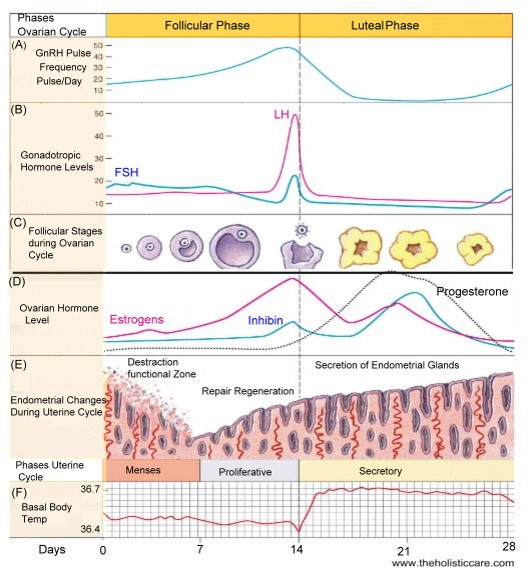 Phases
Ovarian Cycle
Follicular Phase
Luteal Phase
(A)
GnRH Pulse
Frequency
Pulse/Day
50
40
30
20
10
(B)
Gonadotropic
Hormone Levels
50
40
30
20
10
LH
FSH
(C)
Follicular Stages
during Ovarian
Cycle
(D)
Ovarian Hormone
Level
Estrogens
Inhibin
Progesterone
(E)
Endometrial Changes
During Uterine Cycle
Destraction
functional Zone
Repair Regeneration
Secretion of Endometrial Glands
Phases Uterine
Cycle
Menses
Proliferative
Secretory
(F)
Basal Body
Temp
36.7
36.4
Days
0
7
14
21
28
www.theholisticcare.com